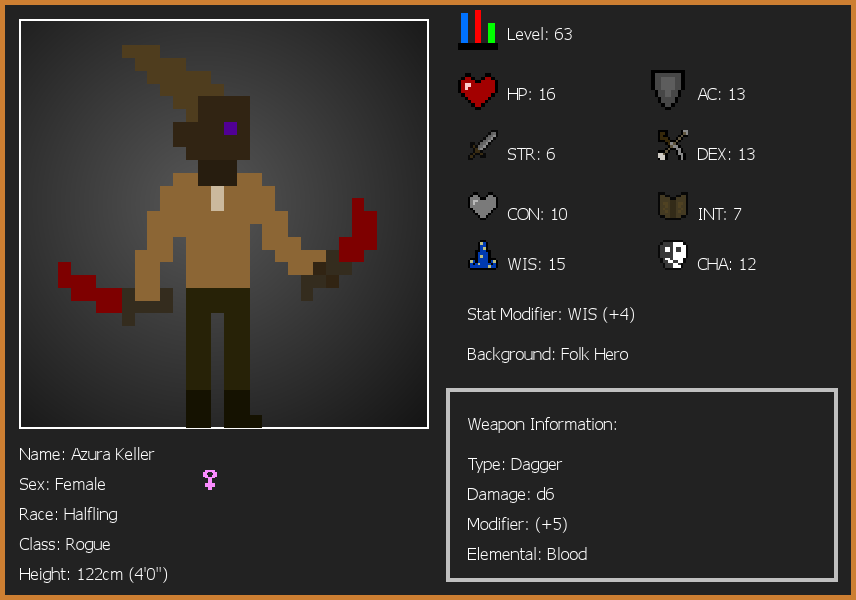 Level: 63
HP: 16
AC: 13
STR: 6
DEX: 13
CON: 10
INT: 7
WIS: 15
CHA: 12
Stat Modifier: WIS (+4)
Background: Folk Hero
Weapon Information:
Type: Dagger
Damage: d6
Modifier: (+5)
Elemental: Blood
Name: Azura Keller
Sex: Female
Race: Halfling
Class: Rogue
Height: 122cm (4'0")